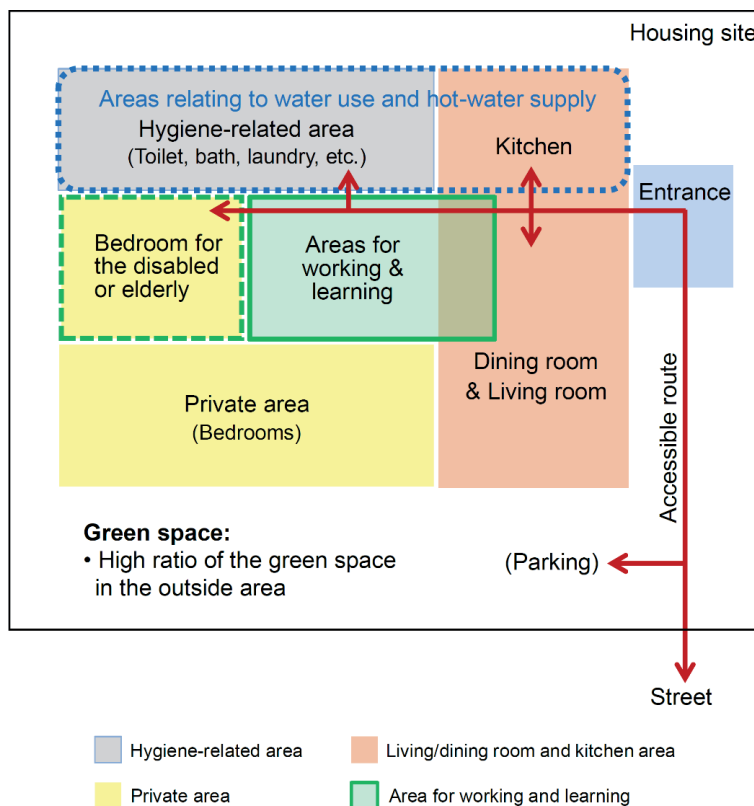 Housing site
Areas relating to water use and hot-water supply
Hygiene-related area
(Toilet, bath, laundry, etc.)
Kitchen
Entrance
Bedroom for
the disabled
or elderly
Areas for
working &
learning
Dining room
& Living room
Private area
(Bedrooms)
Accessible route
Green space:
• High ratio of the green space
in the outside area
(Parking)
Street
Hygiene-related area
Living/dining room and kitchen area
Private area
Area for working and learning